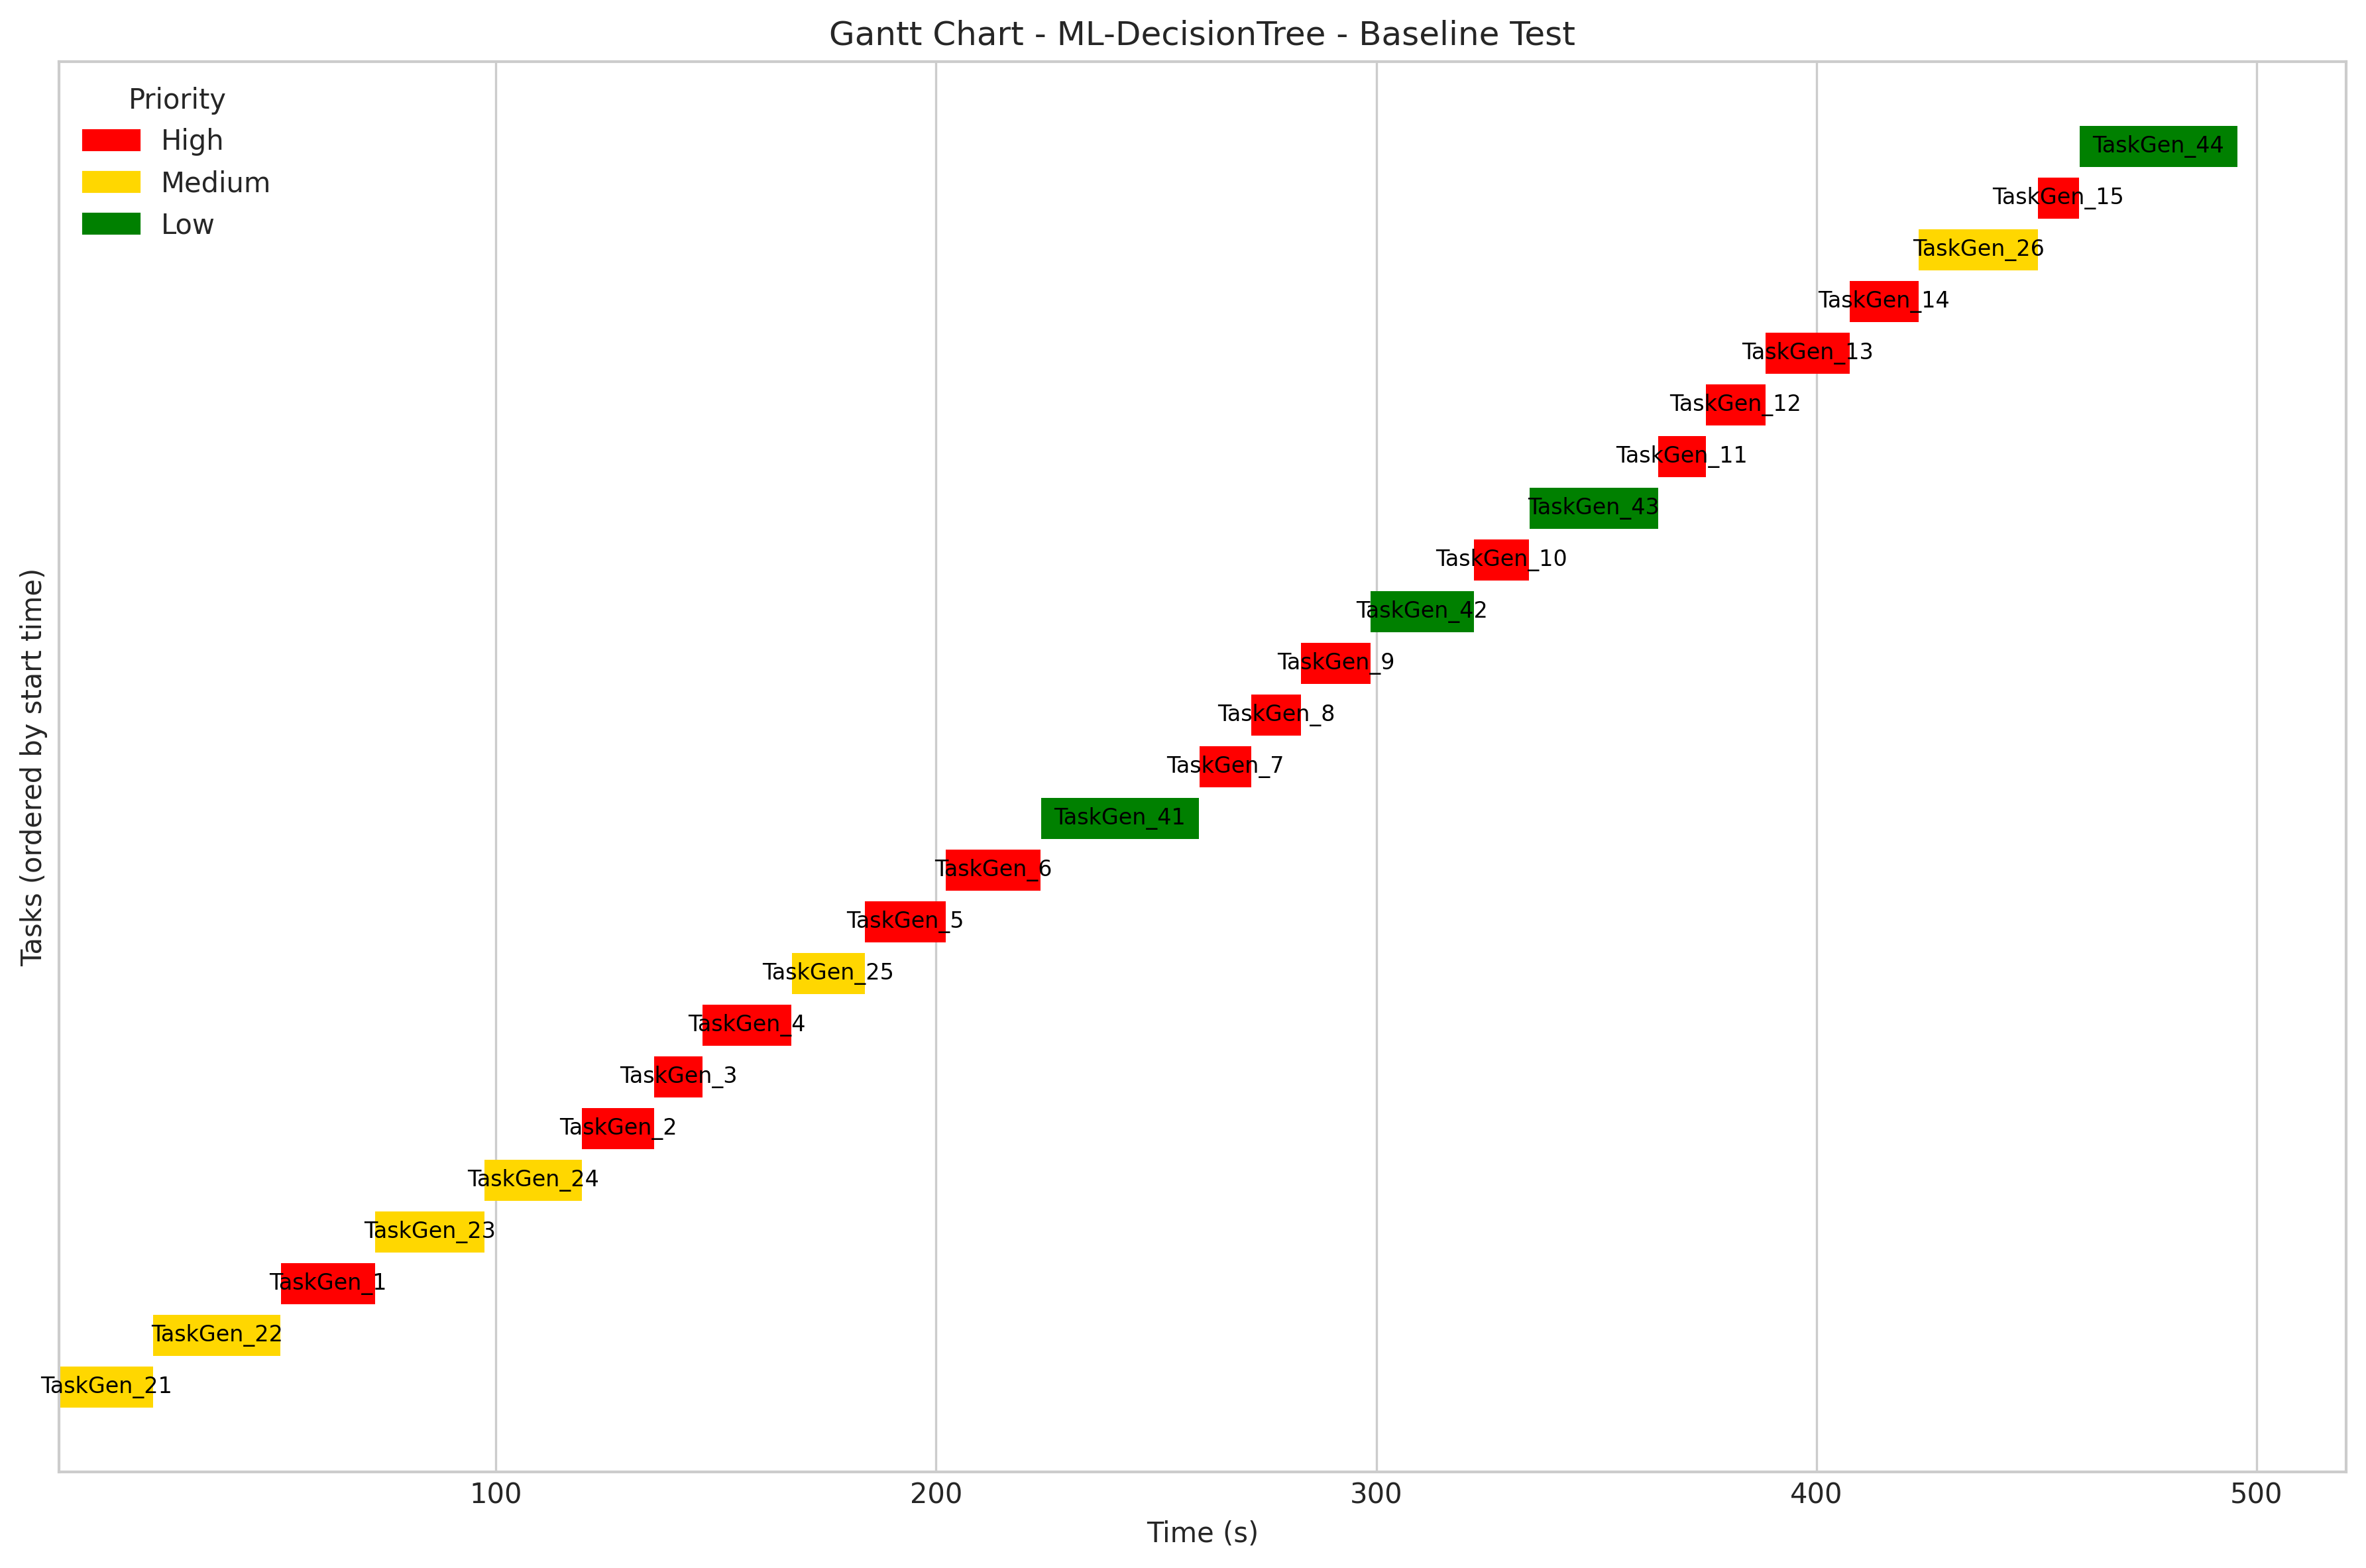 Gantt Chart - ML-DecisionTree - Baseline Test
Priority
High
Medium
Low
TaskGen_44
TaskGen_15
TaskGen_26
TaskGen_14
TaskGen_13
TaskGen_12
TaskGen_11
TaskGen_43
TaskGen_10
TaskGen_42
TaskGen_9
TaskGen_8
TaskGen_7
TaskGen_41
TaskGen_6
TaskGen_5
TaskGen_25
TaskGen_4
TaskGen_3
TaskGen_2
TaskGen_24
TaskGen_23
TaskGen_1
TaskGen_22
TaskGen_21
Tasks (ordered by start time)
100
200
300
400
500
Time (s)